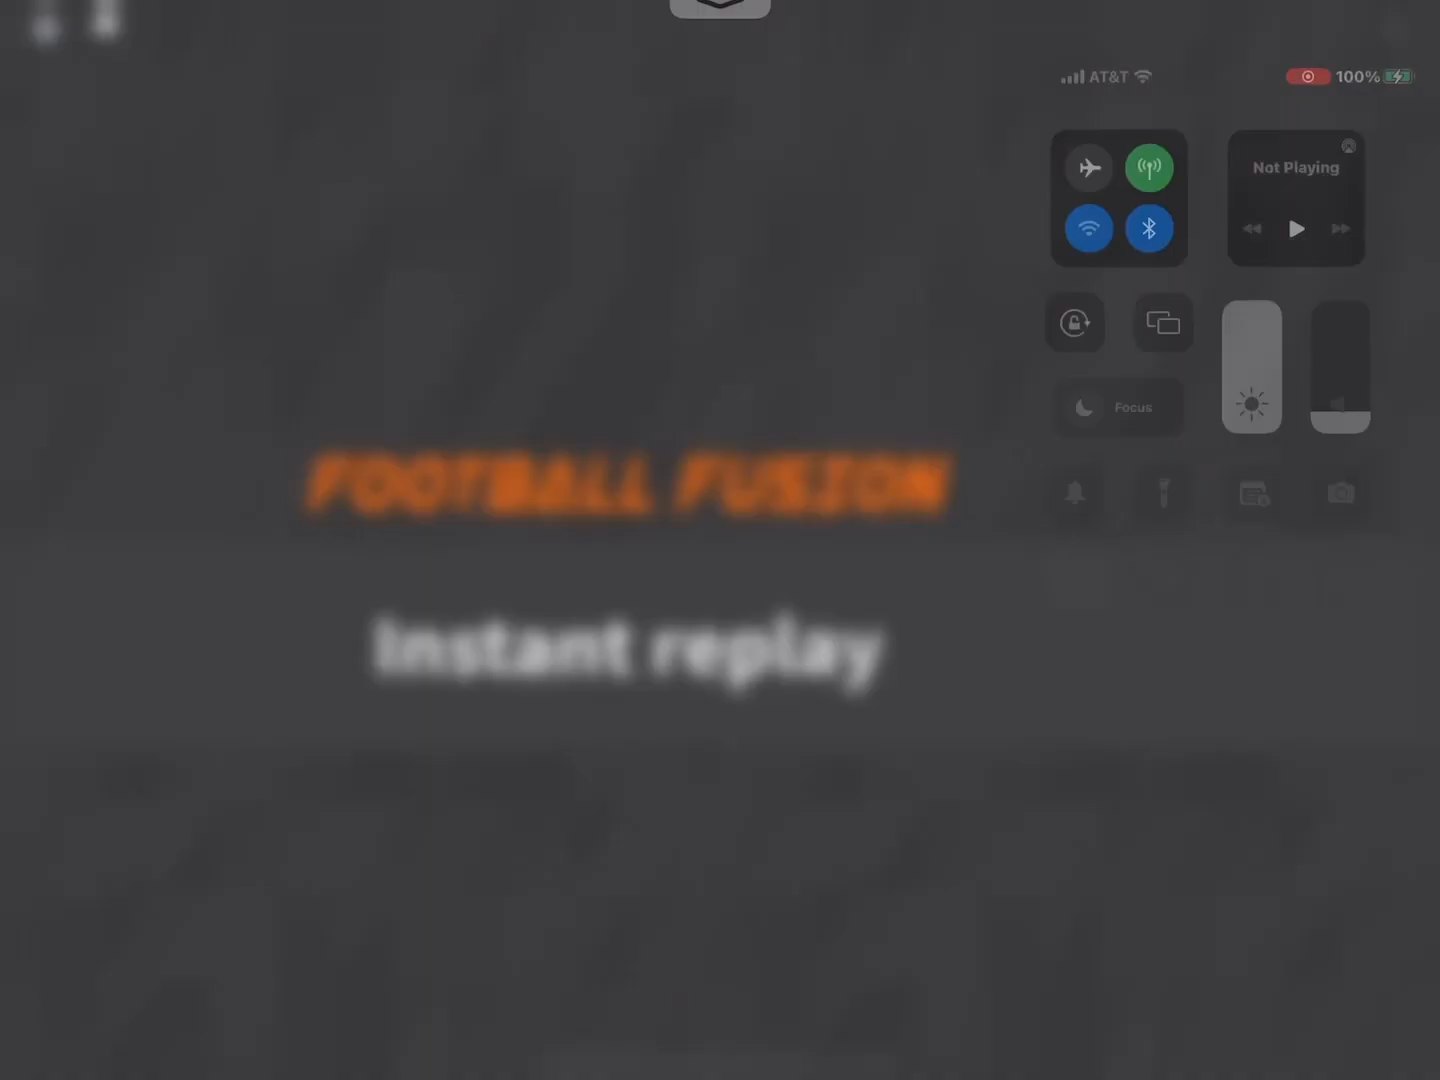 AT&T 100%
Not Playing
Focus
FOOTBALL FUSION
Instant replay